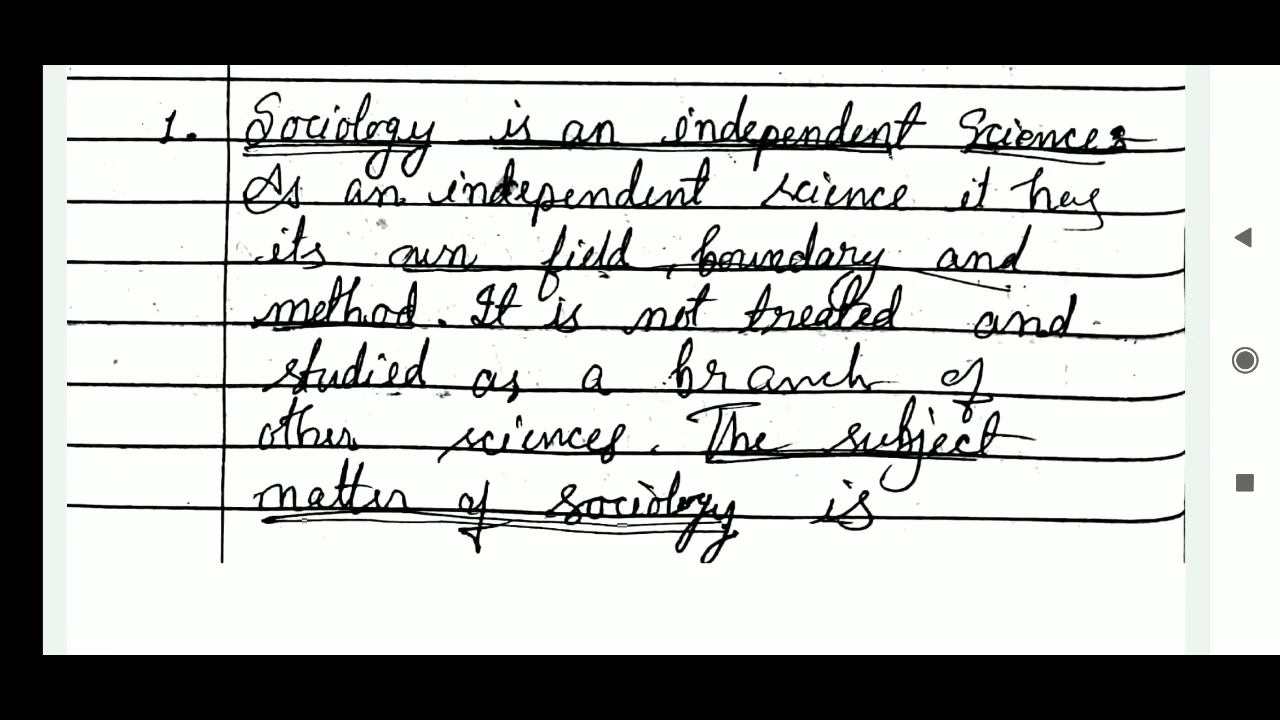 1. Sociology is an independent Science:
As an independent science it has
its own field, boundary and
method. It is not treated and
studied as a branch of
other sciences. The subject
matter of sociology is